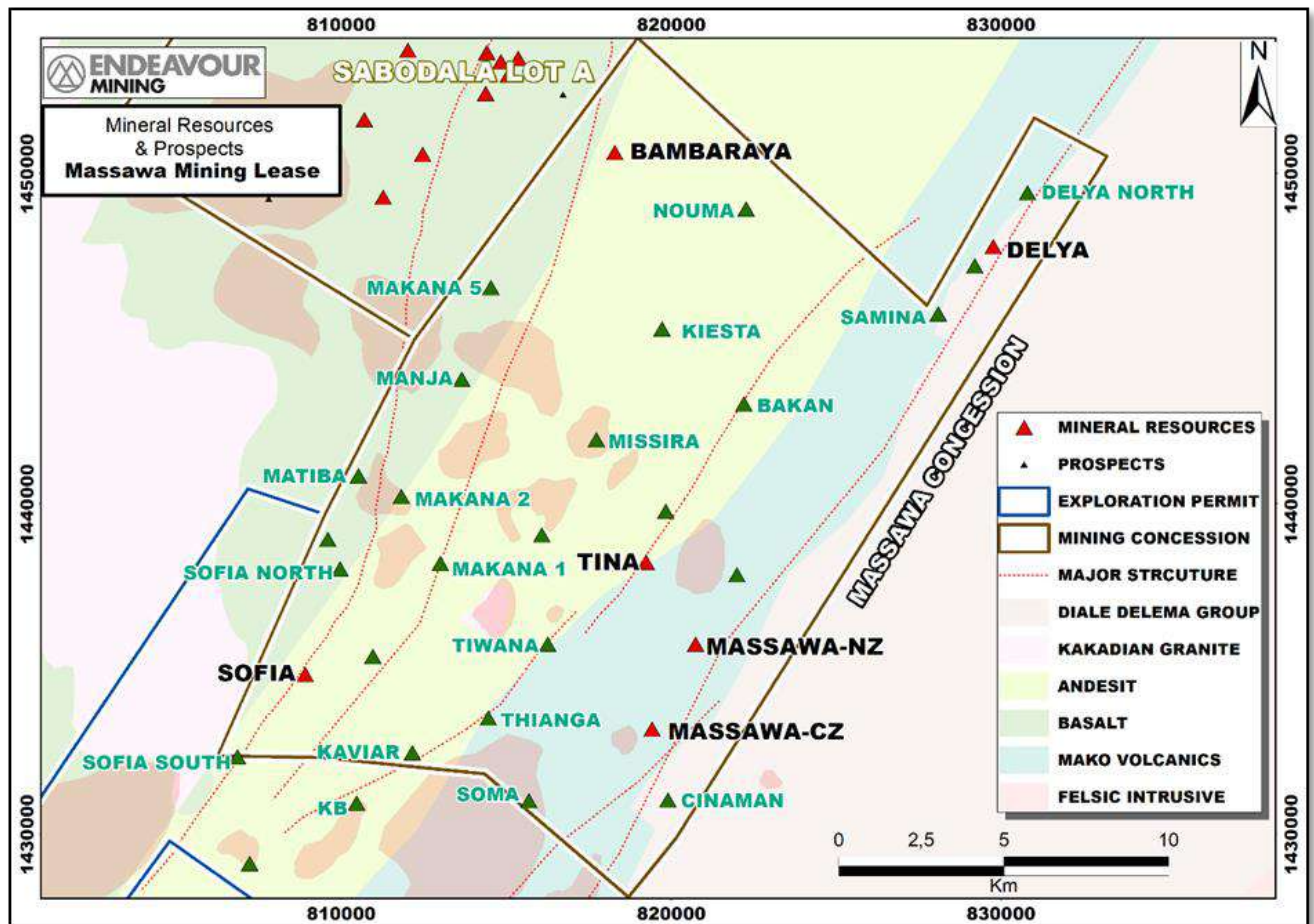 810000
820000
830000
ENDEAVOUR
MINING
SABODALA LOT A
N
Mineral Resources
& Prospects
Massawa Mining Lease
1450000
1450000
BAMBARAYA
NOUMA
DELYA NORTH
DELYA
MAKANA 5
SAMINA
KIESTA
MANJA
BAKAN
MISSIRA
MATIBA
MAKANA 2
MASSAWA CONCESSION
1440000
1440000
SOFIA NORTH
MAKANA 1
TINA
TIWANA
MASSAWA-NZ
SOFIA
THIANGA
MASSAWA-CZ
SOFIA SOUTH
KAVIAR
KB
SOMA
CINAMAN
MINERAL RESOURCES
PROSPECTS
EXPLORATION PERMIT
MINING CONCESSION
MAJOR STRCUTURE
DIALE DELEMA GROUP
KAKADIAN GRANITE
ANDESIT
BASALT
MAKO VOLCANICS
FELSIC INTRUSIVE
1430000
1430000
0 2,5 5 10
Km
810000
820000
830000